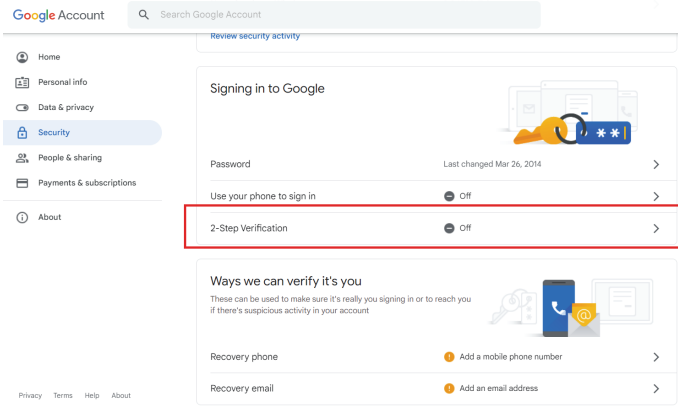 Google Account
Search Google Account
Home
Personal info
Data & privacy
Security
People & sharing
Payments & subscriptions
About
Privacy Terms Help About
Review security activity
Signing in to Google
**
Password Last changed Mar 26, 2014
Use your phone to sign in Off
2-Step Verification Off
Ways we can verify it's you
These can be used to make sure it's really you signing in or to reach you
if there's suspicious activity in your account
@
Recovery phone ! Add a mobile phone number
Recovery email ! Add an email address